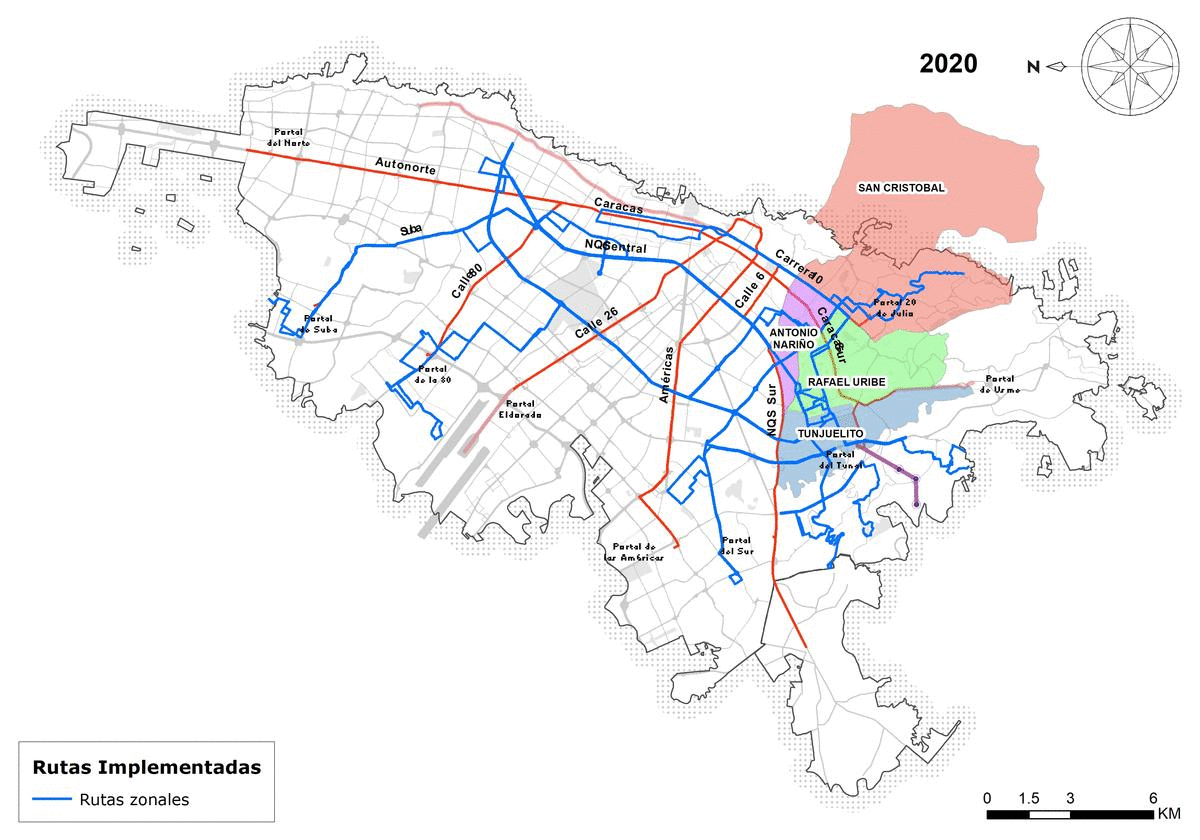 2020
N
SAN CRISTOBAL
Portal
del Norte
Autonorte
Caracas
Suba
NQS
Central
Carrera
10
Calle 80
Calle 6
Calle 26
Portal
de Suba
Portal 20
de Julio
ANTONIO
NARIÑO
Caracas
Sur
Portal
de la 80
Américas
RAFAEL URIBE
Portal
de Usme
Portal
Eldorado
NQS Sur
TUNJUELITO
Portal
del Tunal
Portal de
las Américas
Portal
del Sur
Rutas Implementadas
Rutas zonales
0 1.5 3 6
KM